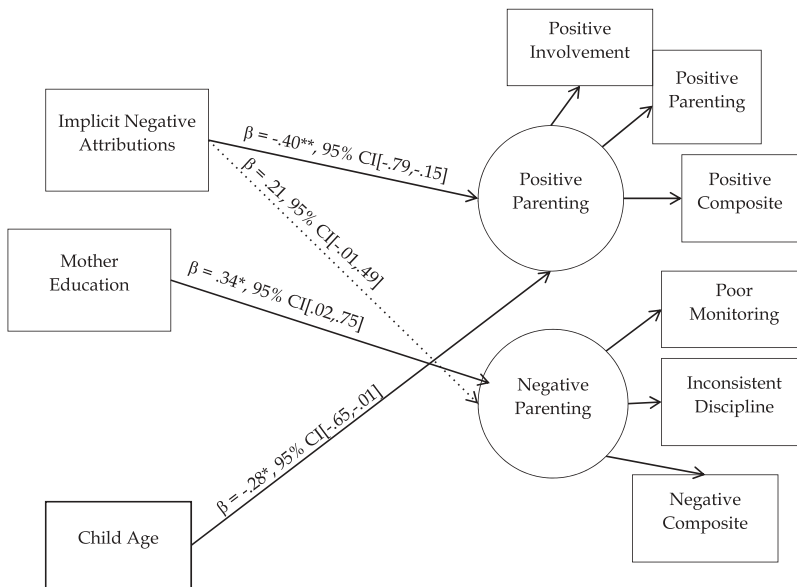 Positive
Involvement
Positive
Parenting
Implicit Negative
Attributions
β = -.40**, 95% CI[-.79,-.15]
Positive
Parenting
Positive
Composite
β = .21, 95% CI[-.01,.49]
Mother
Education
β = .34*, 95% CI[.02,.75]
Poor
Monitoring
Negative
Parenting
Inconsistent
Discipline
β = -.28*, 95% CI[-.65,-.01]
Negative
Composite
Child Age